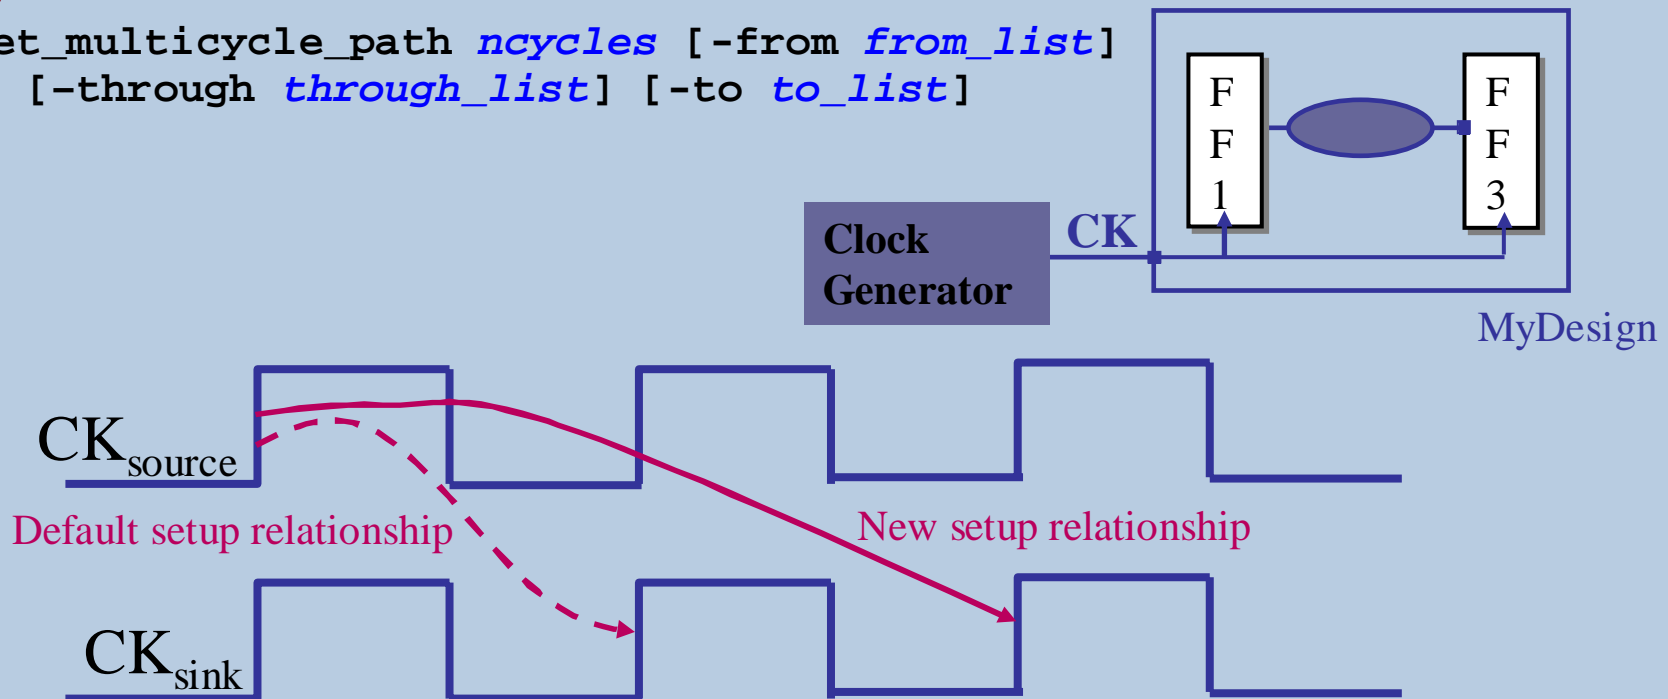 et_multicycle_path ncycles [-from from_list]
[-through through_list] [-to to_list]
F
F
1
F
F
3
Clock
Generator
CK
MyDesign
CKsource
Default setup relationship
New setup relationship
CKsink